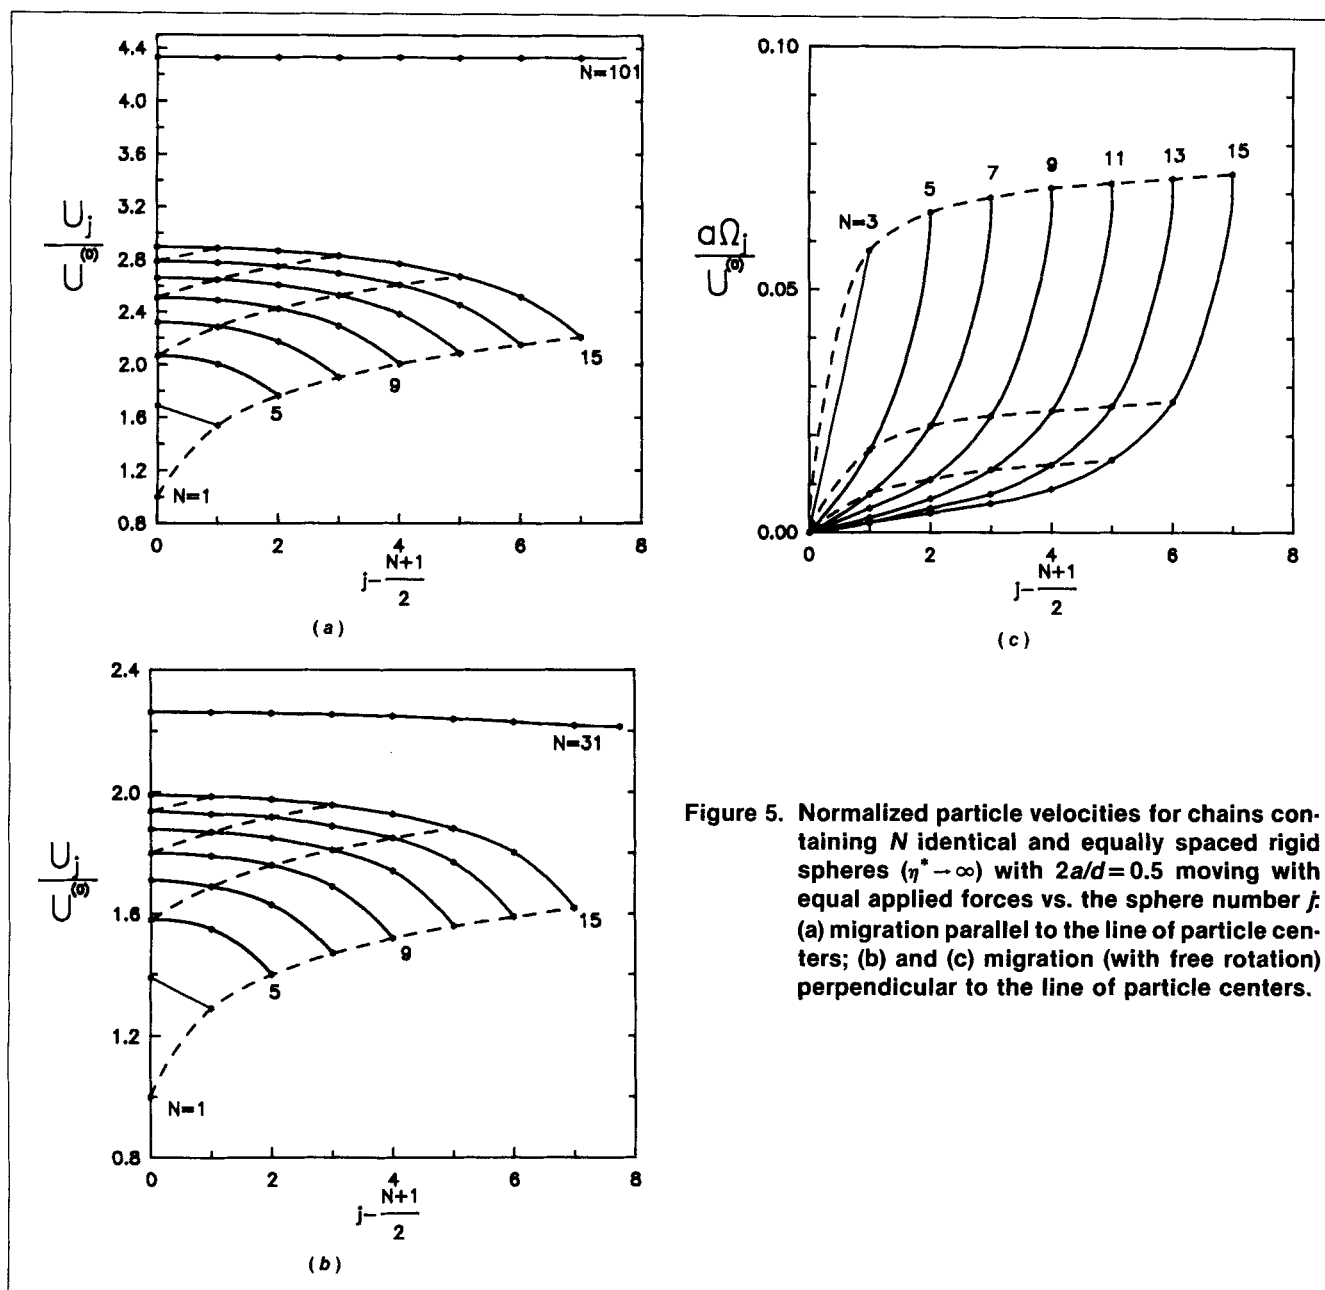 4.4
4.0
3.6
3.2
2.8
2.4
2.0
1.6
1.2
0.8
U_j
U^(0)
N=101
15
9
5
N=1
0 2 4 6 8
j- N+1
2
(a)
0.10
0.05
0.00
aΩ_j
U^(0)
N=3
5
7
9
11
13
15
0 2 4 6 8
j- N+1
2
(c)
2.4
2.0
1.6
1.2
0.8
U_j
U^(0)
N=31
15
9
5
N=1
0 2 4 6 8
j- N+1
2
(b)
Figure 5. Normalized particle velocities for chains con-
taining N identical and equally spaced rigid
spheres (η* → ∞) with 2a/d = 0.5 moving with
equal applied forces vs. the sphere number j:
(a) migration parallel to the line of particle cen-
ters; (b) and (c) migration (with free rotation)
perpendicular to the line of particle centers.